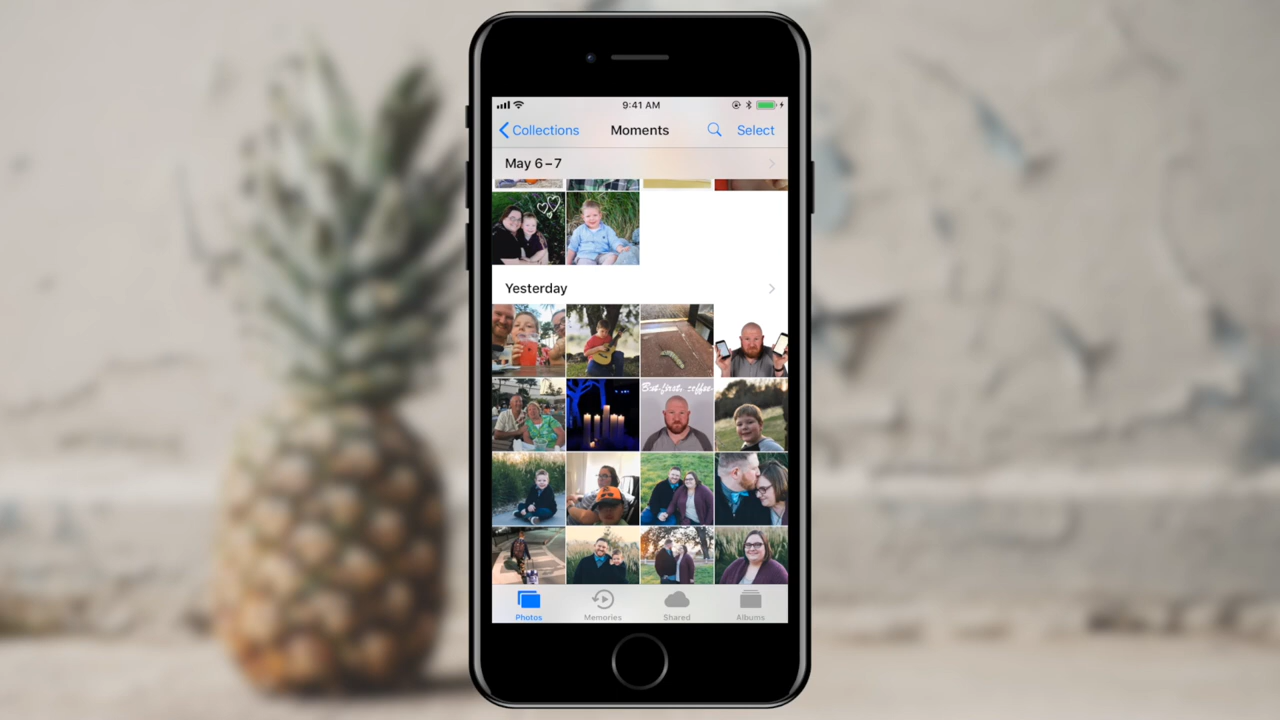 9:41 AM
Collections Moments Select
May 6–7
Yesterday
But first, coffee
Photos Memories Shared Albums